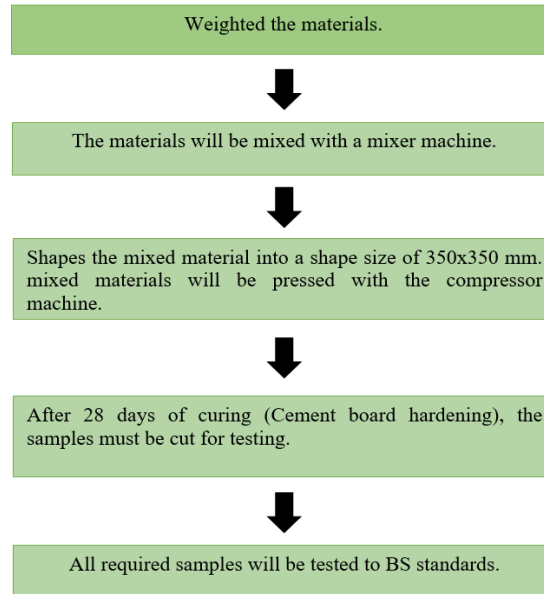 Weighted the materials.
The materials will be mixed with a mixer machine.
Shapes the mixed material into a shape size of 350x350 mm.
mixed materials will be pressed with the compressor
machine.
After 28 days of curing (Cement board hardening), the
samples must be cut for testing.
All required samples will be tested to BS standards.